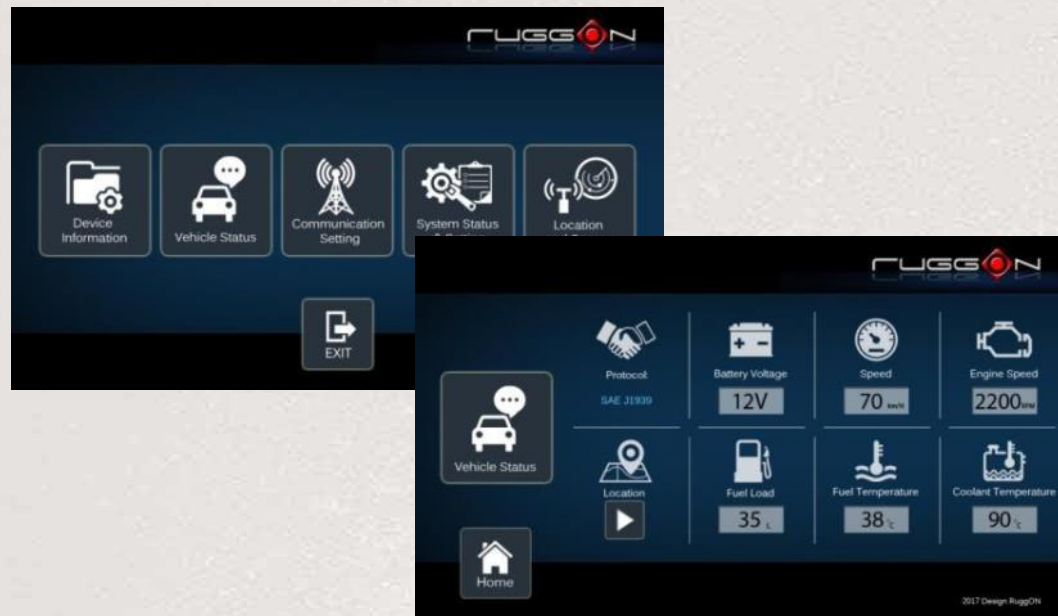 RUGGON
Device
Information
Vehicle Status
Communication
Setting
System Status
Location
EXIT
RUGGON
Vehicle Status
Home
Protocol:
SAE J1939
Battery Voltage
12V
Speed
70 km/H
Engine Speed
2200 RPM
Location
Fuel Load
35 L
Fuel Temperature
38 °c
Coolant Temperature
90 °c
2017 Design RuggON